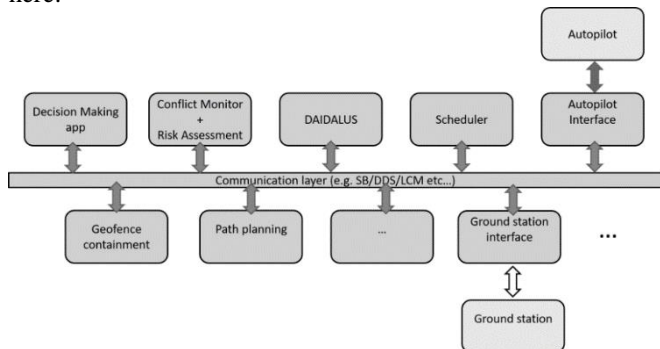 here.
Autopilot
Decision Making
app
Conflict Monitor
+
Risk Assessment
DAIDALUS
Scheduler
Autopilot
Interface
Communication layer (e.g. SB/DDS/LCM etc...)
Geofence
containment
Path planning
...
Ground station
interface
...
Ground station